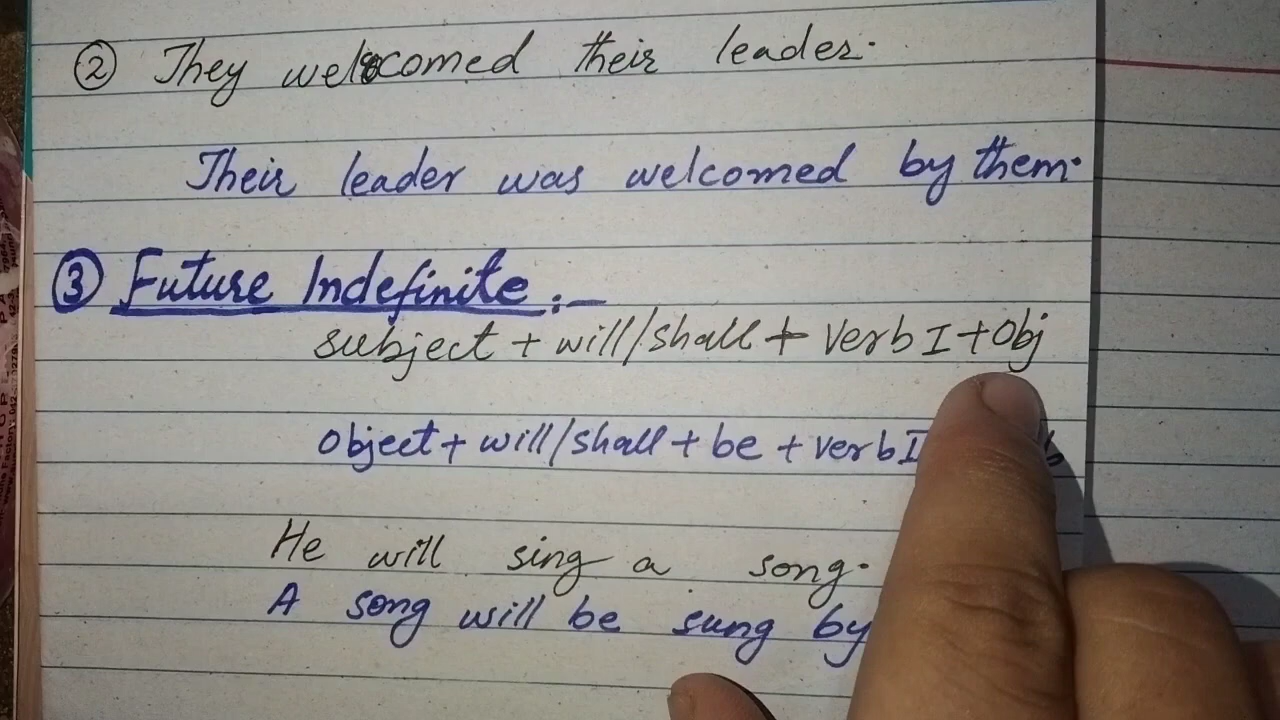 ② They welcomed their leader.
Their leader was welcomed by them.
③ Future Indefinite :-
subject + will/shall + verb I + Obj
object + will/shall + be + verb I
He will sing a song.
A song will be sung by